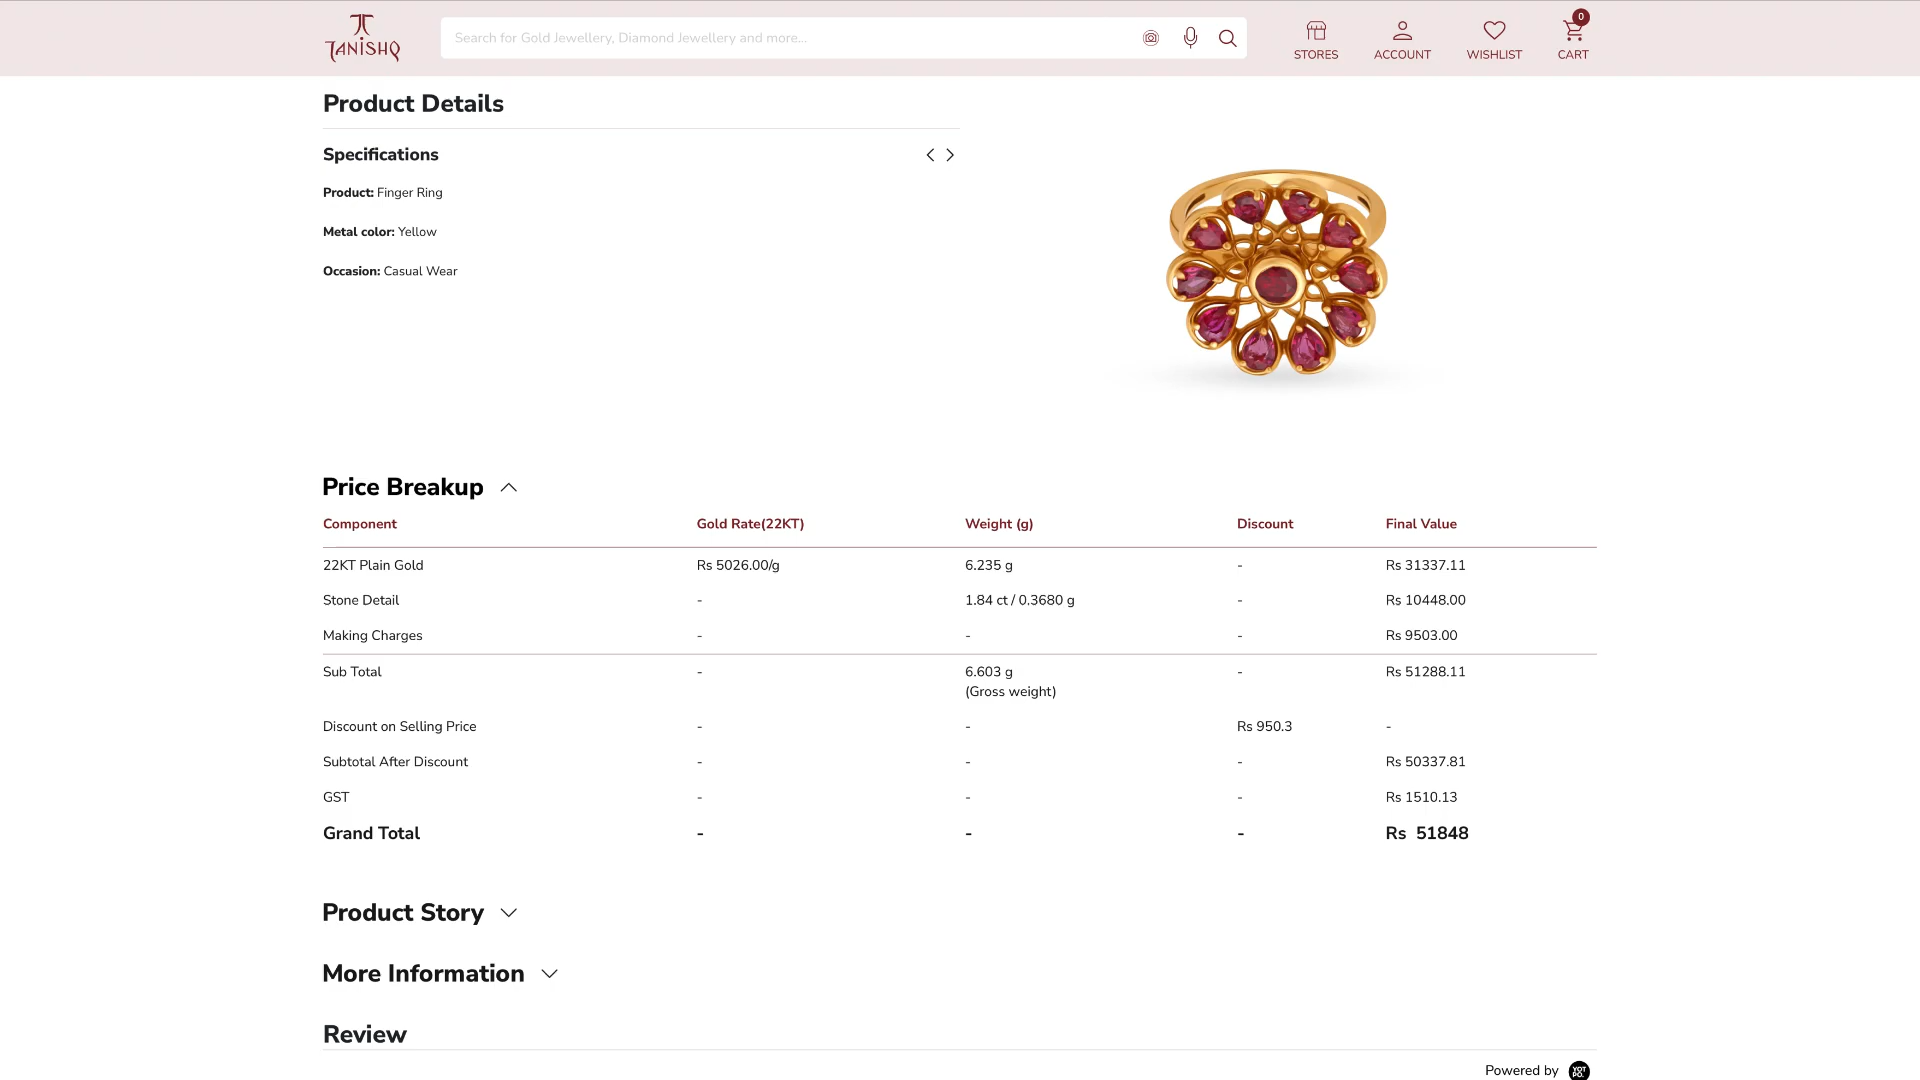 TANISHQ
Search for Gold Jewellery, Diamond Jewellery and more...
STORES
ACCOUNT
WISHLIST
0
CART
Product Details
Specifications
Product: Finger Ring
Metal color: Yellow
Occasion: Casual Wear
Price Breakup
Component Gold Rate(22KT) Weight (g) Discount Final Value
22KT Plain Gold Rs 5026.00/g 6.235 g - Rs 31337.11
Stone Detail - 1.84 ct / 0.3680 g - Rs 10448.00
Making Charges - - - Rs 9503.00
Sub Total - 6.603 g - Rs 51288.11
(Gross weight)
Discount on Selling Price - - Rs 950.3 -
Subtotal After Discount - - - Rs 50337.81
GST - - - Rs 1510.13
Grand Total - - - Rs 51848
Product Story
More Information
Review
Powered by YOTPO.